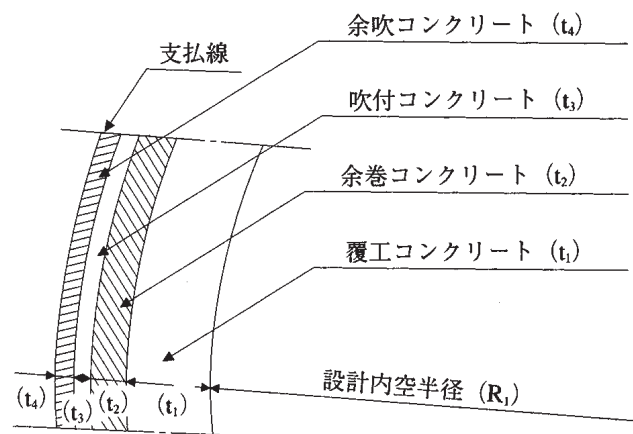 余吹コンクリート (t₄)
支払線
吹付コンクリート (t₃)
余巻コンクリート (t₂)
覆工コンクリート (t₁)
設計内空半径 (R₁)
(t₄)
(t₃)
(t₂)
(t₁)